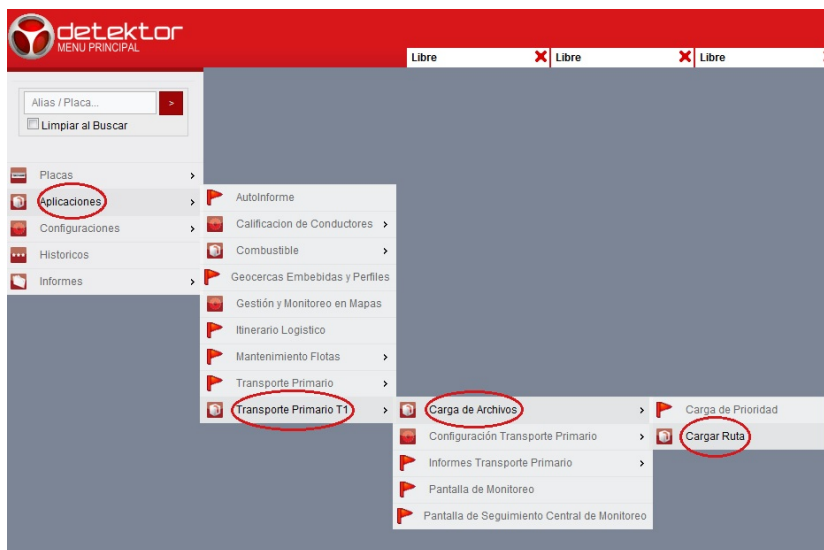 detektor
MENU PRINCIPAL
Libre
Libre
Libre
Alias / Placa...
>
Limpiar al Buscar
Placas
Aplicaciones
Configuraciones
Historicos
Informes
AutoInforme
Calificacion de Conductores
Combustible
Geocercas Embebidas y Perfiles
Gestión y Monitoreo en Mapas
Itinerario Logistico
Mantenimiento Flotas
Transporte Primario
Transporte Primario T1
Carga de Archivos
Configuración Transporte Primario
Informes Transporte Primario
Pantalla de Monitoreo
Pantalla de Seguimiento Central de Monitoreo
Carga de Prioridad
Cargar Ruta